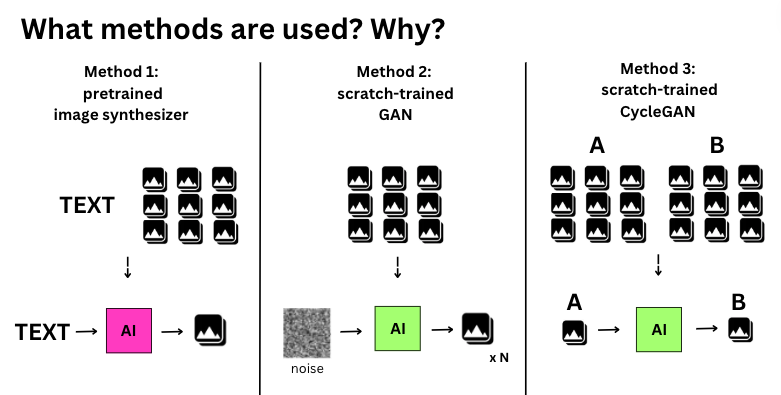 What methods are used? Why?
Method 1:
pretrained
image synthesizer
TEXT
TEXT
AI
Method 2:
scratch-trained
GAN
noise
AI
x N
Method 3:
scratch-trained
CycleGAN
A
B
A
AI
B